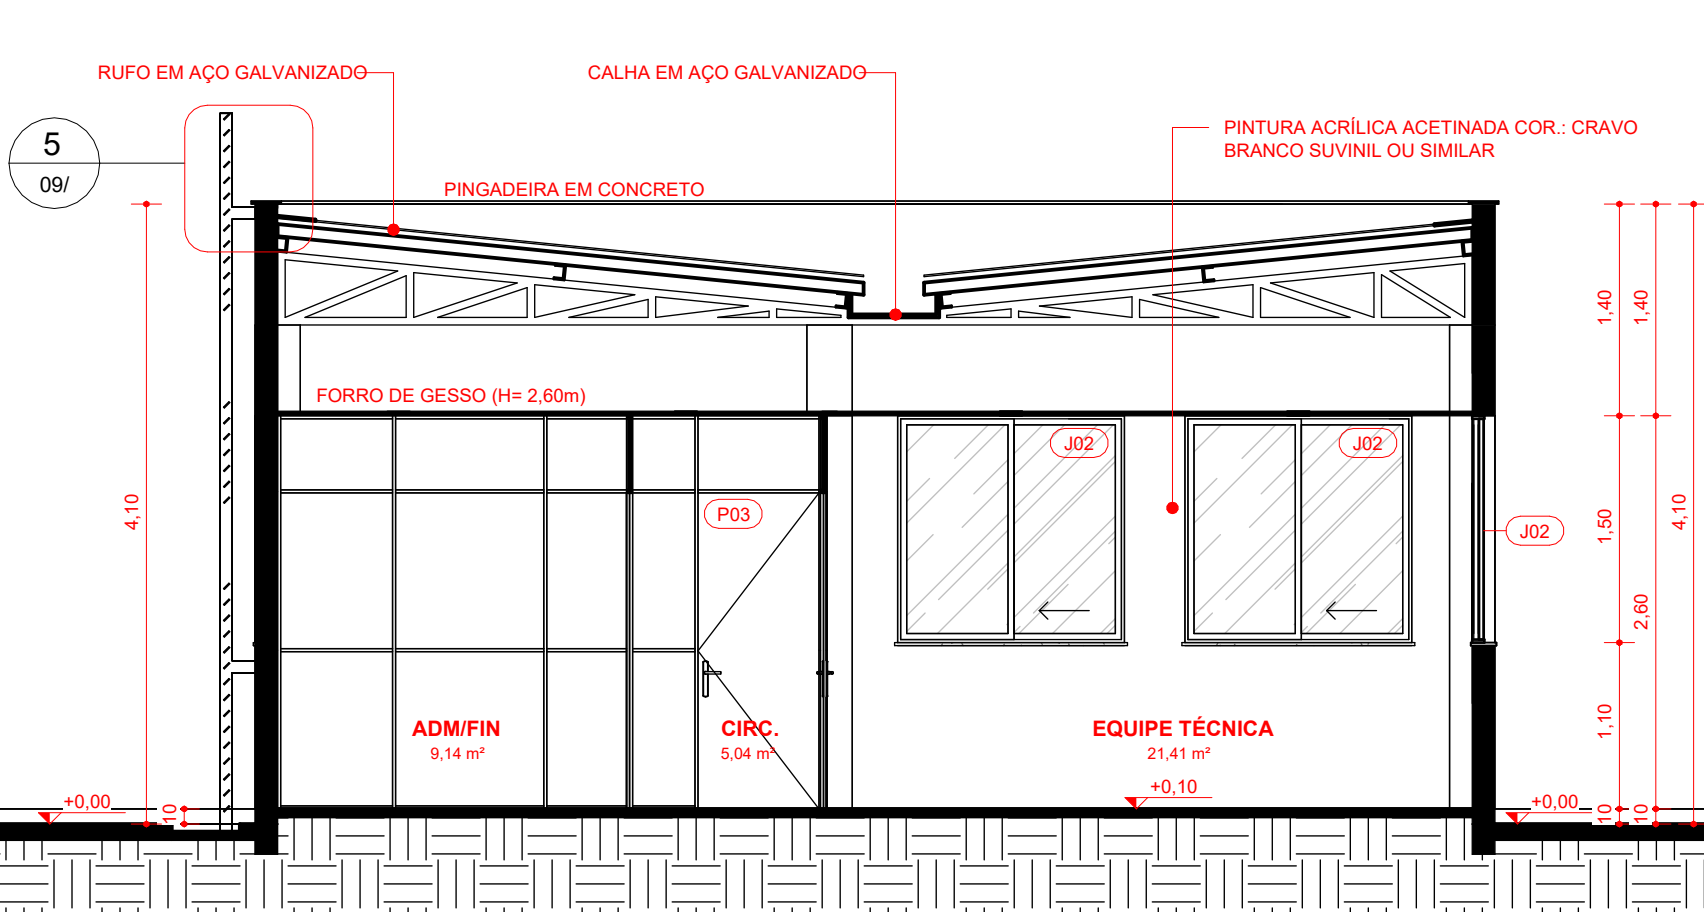 RUFO EM AÇO GALVANIZADO
CALHA EM AÇO GALVANIZADO
PINTURA ACRÍLICA ACETINADA COR.: CRAVO
BRANCO SUVINIL OU SIMILAR
5
09/
PINGADEIRA EM CONCRETO
1,40
1,40
FORRO DE GESSO (H= 2,60m)
J02
J02
P03
J02
4,10
1,50
4,10
2,60
ADM/FIN
9,14 m²
CIRC.
5,04 m²
EQUIPE TÉCNICA
21,41 m²
1,10
+0,10
+0,00
10
+0,00
10
10